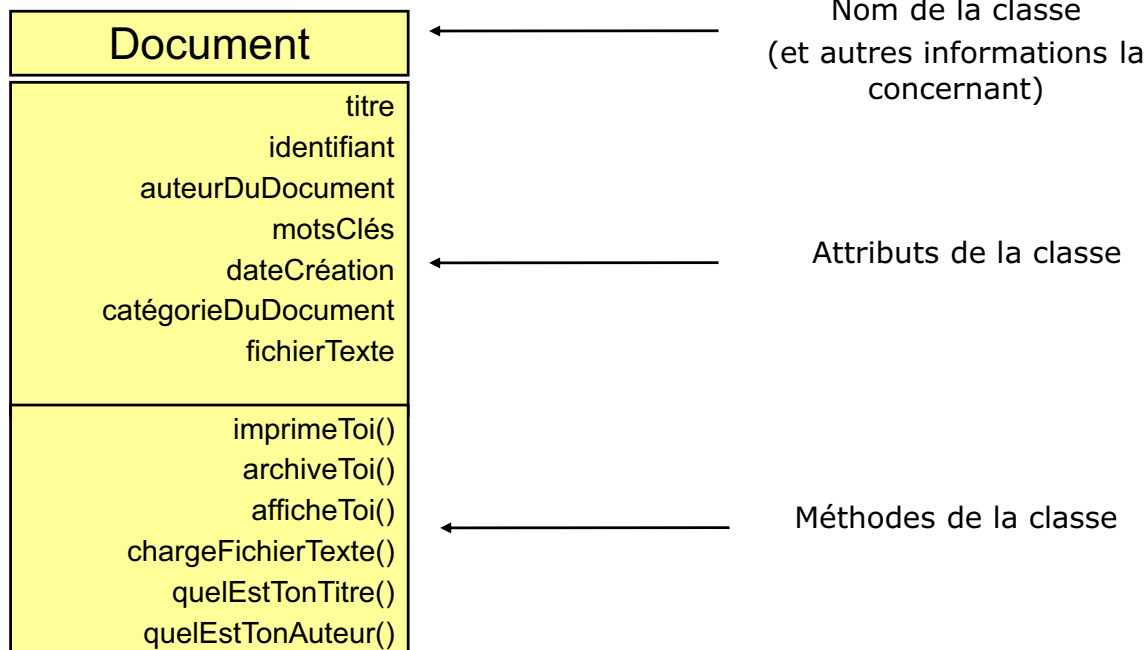 Document
Nom de la classe
(et autres informations la
concernant)
titre
identifiant
auteurDuDocument
motsClés
dateCréation
catégorieDuDocument
fichierTexte
Attributs de la classe
imprimeToi()
archiveToi()
afficheToi()
chargeFichierTexte()
quelEstTonTitre()
quelEstTonAuteur()
Méthodes de la classe